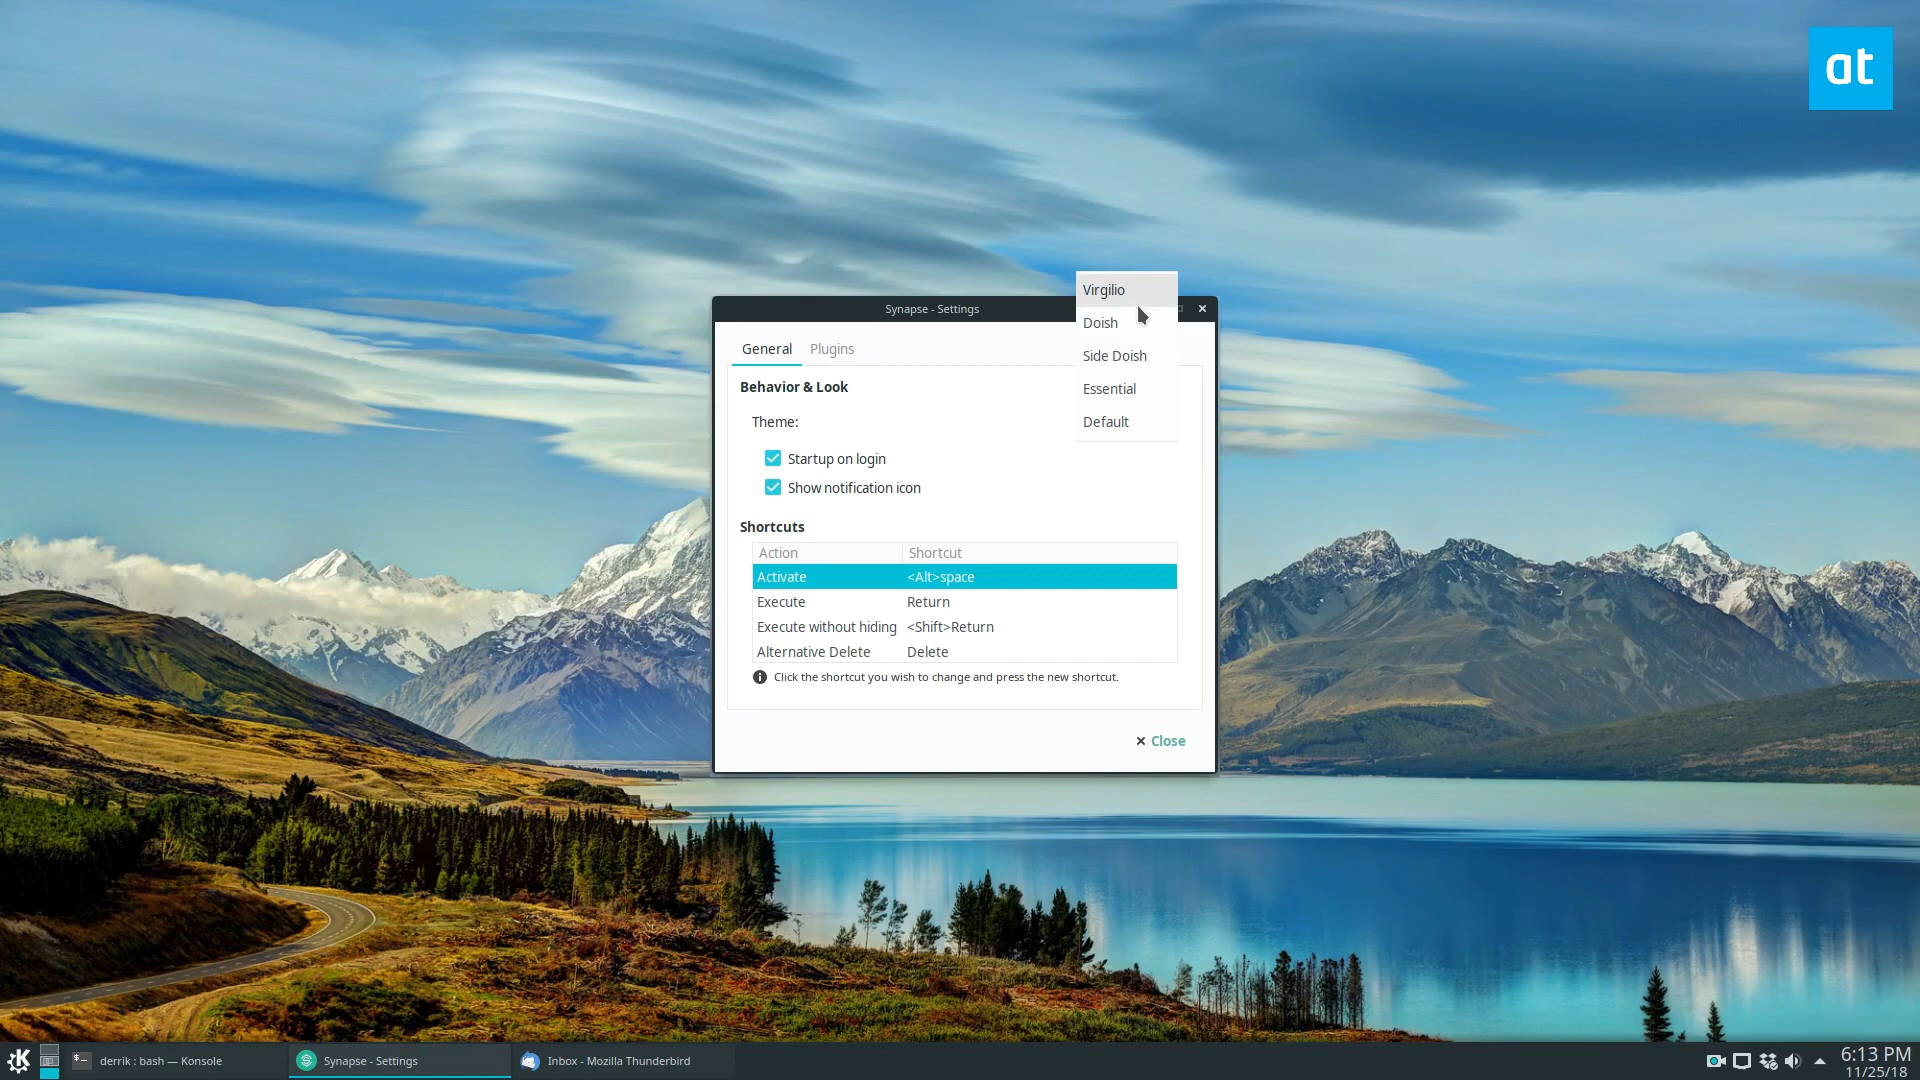 at
Virgilio
Synapse - Settings
Doish
General Plugins
Side Doish
Behavior & Look
Essential
Theme:
Default
Startup on login
Show notification icon
Shortcuts
Action Shortcut
Activate <Alt>space
Execute Return
Execute without hiding <Shift>Return
Alternative Delete Delete
Click the shortcut you wish to change and press the new shortcut.
Close
derrik : bash — Konsole
Synapse - Settings
Inbox - Mozilla Thunderbird
6:13 PM
11/25/18